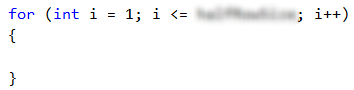 for (int i = 1; i <= ; i++)
{
}